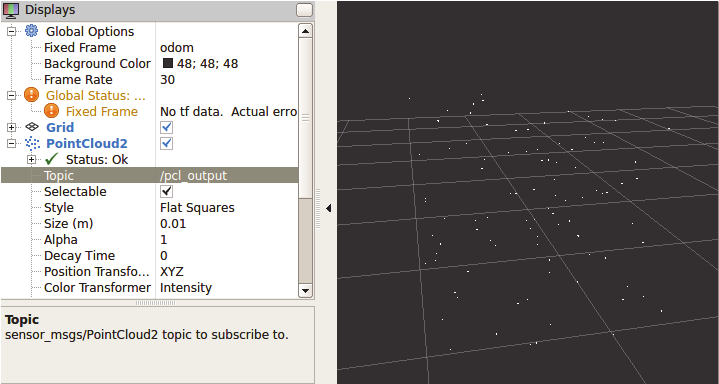 Displays
Global Options
Fixed Frame odom
Background Color 48; 48; 48
Frame Rate 30
Global Status: ...
Fixed Frame No tf data. Actual erro
Grid
PointCloud2
Status: Ok
Topic /pcl_output
Selectable
Style Flat Squares
Size (m) 0.01
Alpha 1
Decay Time 0
Position Transfo... XYZ
Color Transformer Intensity
Topic
sensor_msgs/PointCloud2 topic to subscribe to.